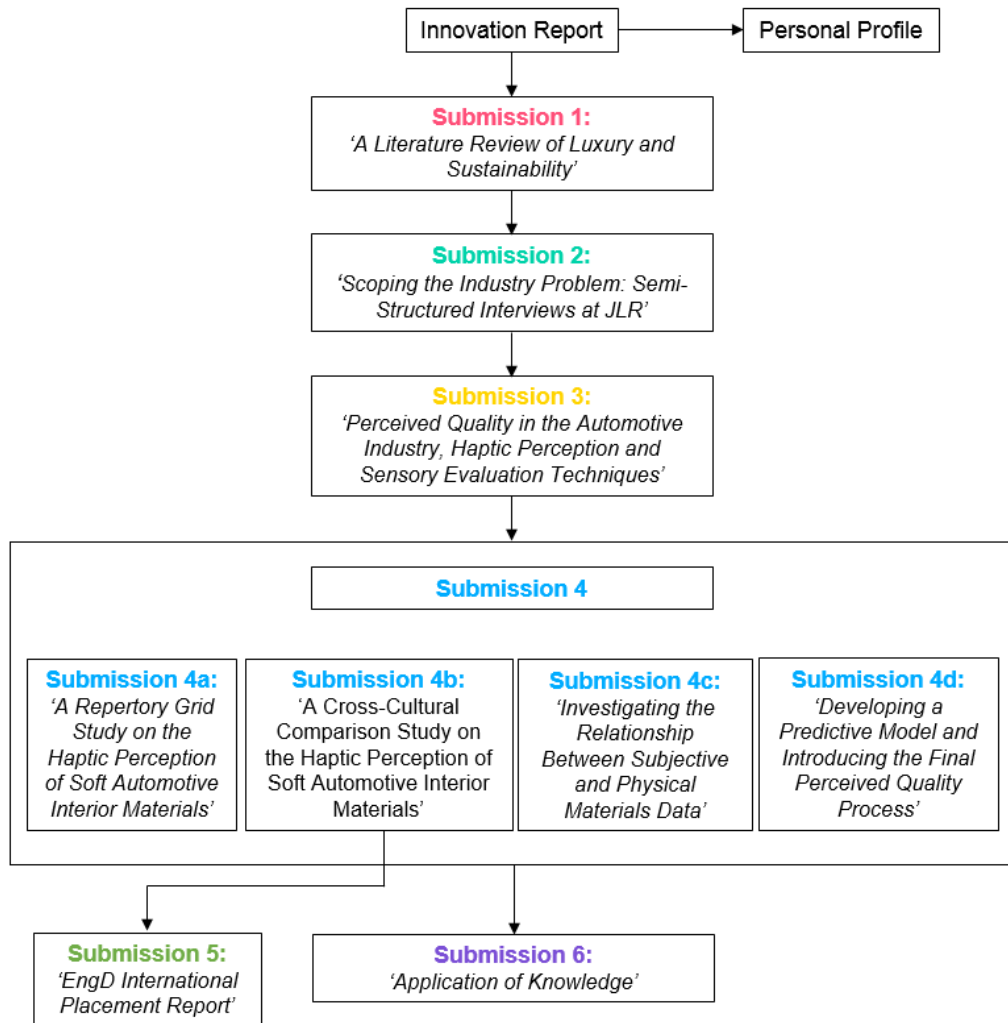 Innovation Report
Personal Profile
Submission 1:
‘A Literature Review of Luxury and
Sustainability’
Submission 2:
‘Scoping the Industry Problem: Semi-
Structured Interviews at JLR’
Submission 3:
‘Perceived Quality in the Automotive
Industry, Haptic Perception and
Sensory Evaluation Techniques’
Submission 4
Submission 4a:
‘A Repertory Grid
Study on the
Haptic Perception
of Soft Automotive
Interior Materials’
Submission 4b:
‘A Cross-Cultural
Comparison Study on
the Haptic Perception of
Soft Automotive Interior
Materials’
Submission 4c:
‘Investigating the
Relationship
Between Subjective
and Physical
Materials Data’
Submission 4d:
‘Developing a
Predictive Model and
Introducing the Final
Perceived Quality
Process’
Submission 5:
‘EngD International
Placement Report’
Submission 6:
‘Application of Knowledge’